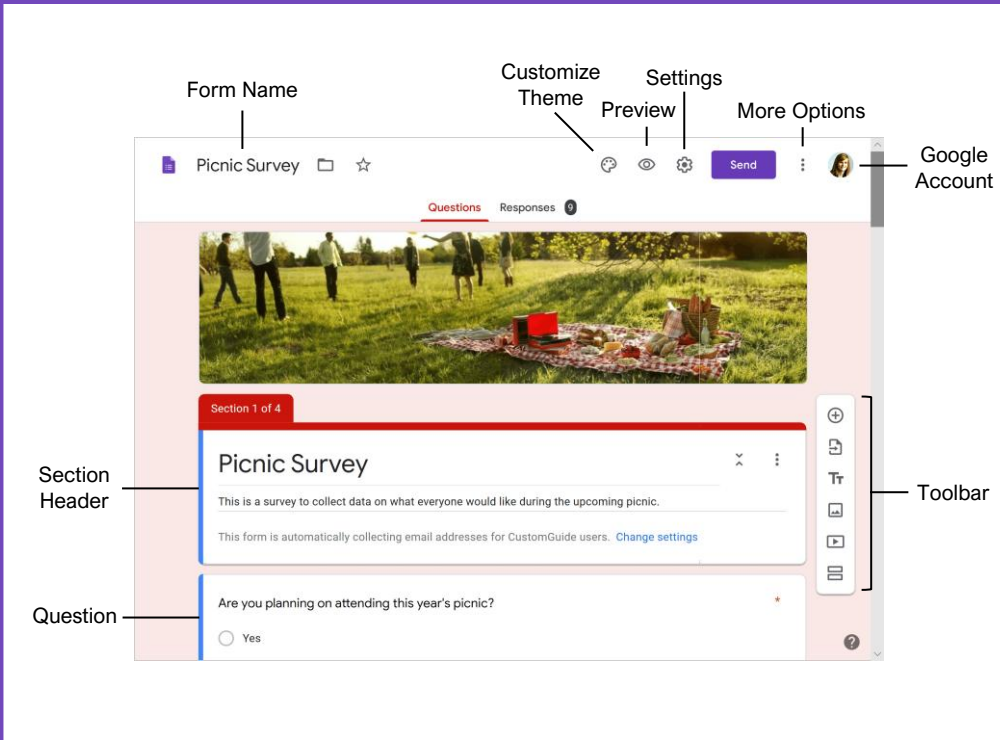 Customize
Theme
Settings
Form Name
Preview
More Options
Picnic Survey
Send
Google
Account
Questions Responses 9
Section 1 of 4
Picnic Survey
Section
Header
This is a survey to collect data on what everyone would like during the upcoming picnic.
Toolbar
This form is automatically collecting email addresses for CustomGuide users. Change settings
Are you planning on attending this year's picnic? *
Question
Yes